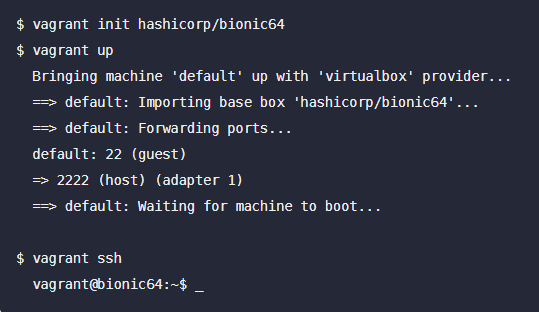 $ vagrant init hashicorp/bionic64
$ vagrant up
Bringing machine 'default' up with 'virtualbox' provider...
==> default: Importing base box 'hashicorp/bionic64'...
==> default: Forwarding ports...
default: 22 (guest)
=> 2222 (host) (adapter 1)
==> default: Waiting for machine to boot...
$ vagrant ssh
vagrant@bionic64:~$ _